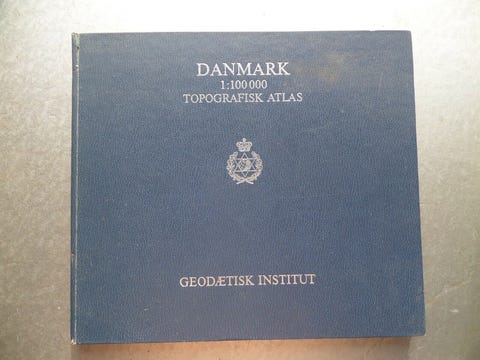 DANMARK
1:100 000
TOPOGRAFISK ATLAS
GEODÆTISK INSTITUT